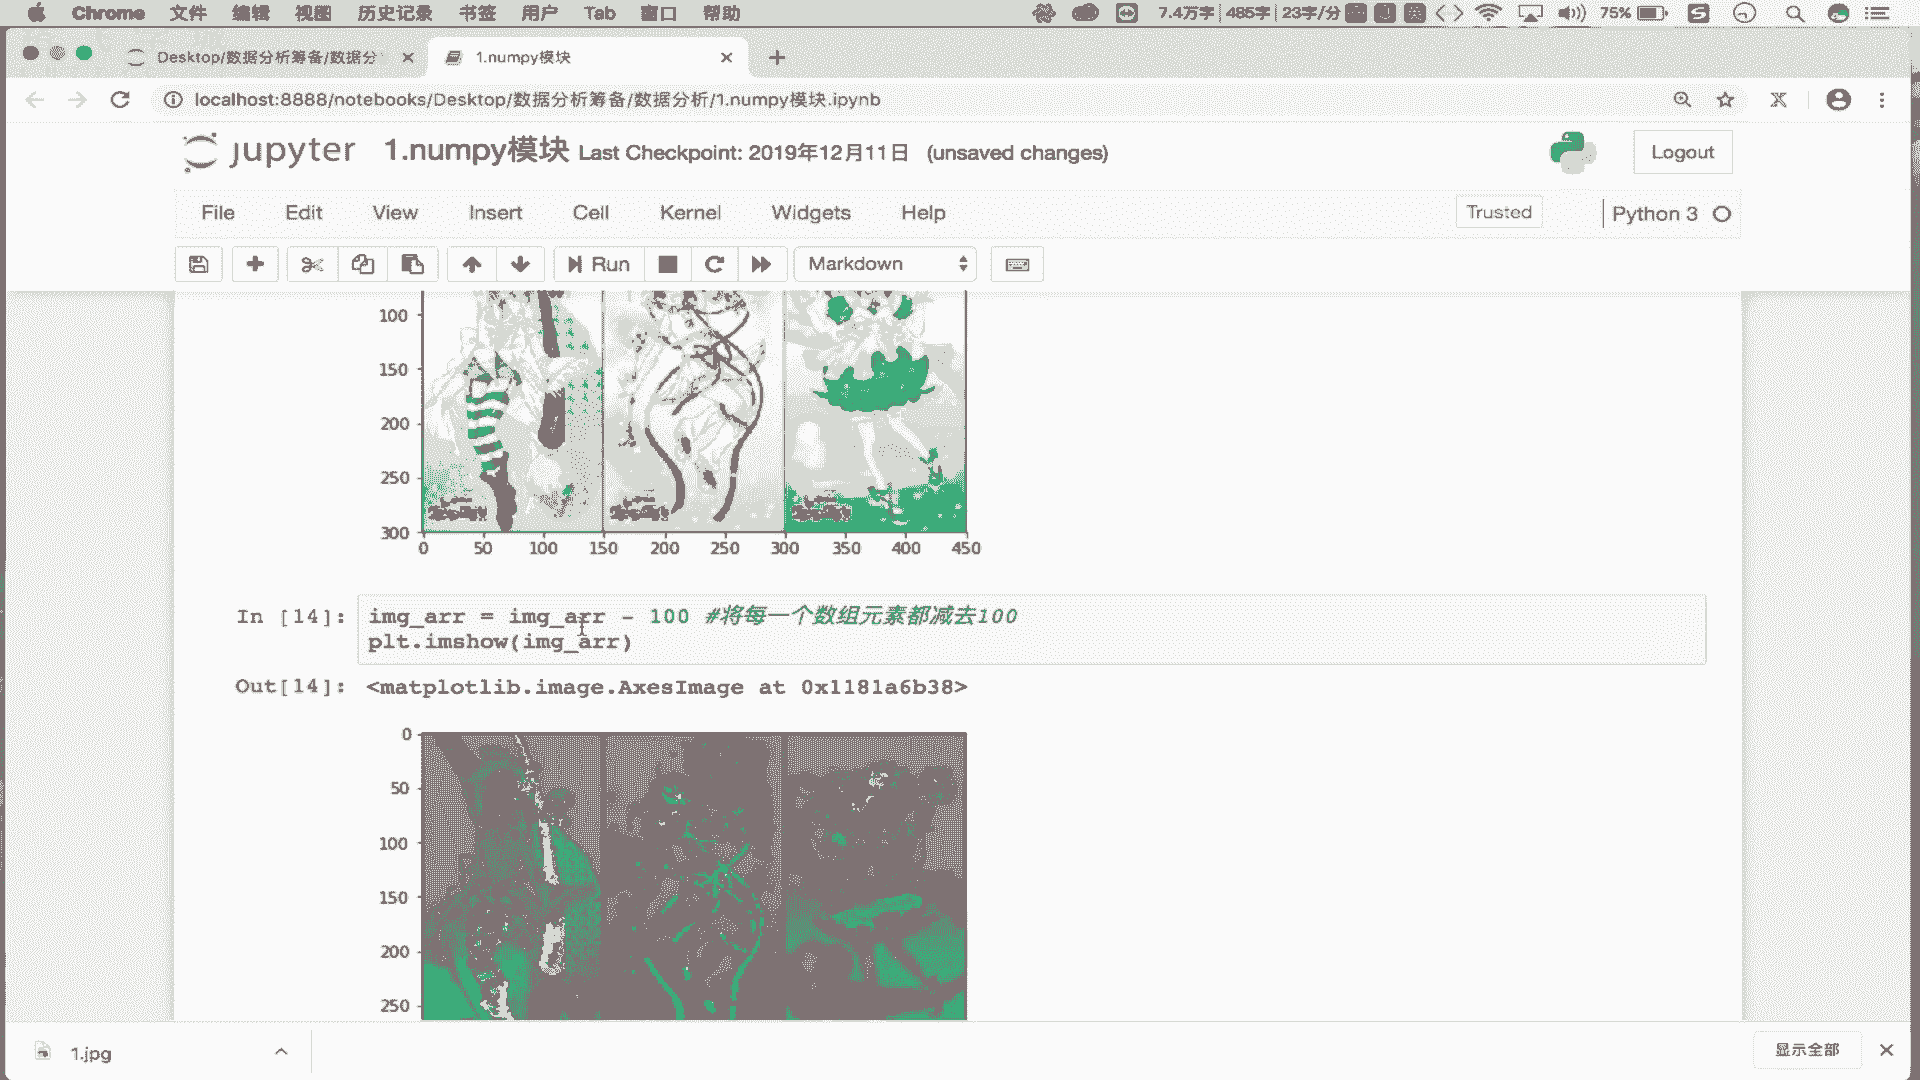 Chrome 文件 编辑 视图 历史记录 书签 用户 Tab 窗口 帮助 7.4万字 485字 23字/分 75%
Desktop/数据分析筹备/数据分 1.numpy模块
localhost:8888/notebooks/Desktop/数据分析筹备/数据分析/1.numpy模块.ipynb
jupyter 1.numpy模块 Last Checkpoint: 2019年12月11日 (unsaved changes) Logout
File Edit View Insert Cell Kernel Widgets Help Trusted Python 3
Run Markdown
100
150
200
250
300
0 50 100 150 200 250 300 350 400 450
In [14]: img_arr = img_arr - 100 #将每一个数组元素都减去100
plt.imshow(img_arr)
Out[14]: <matplotlib.image.AxesImage at 0x1181a6b38>
0
50
100
150
200
250
1.jpg 显示全部